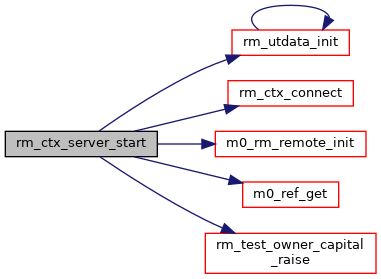 rm_utdata_init
rm_ctx_connect
rm_ctx_server_start
m0_rm_remote_init
m0_ref_get
rm_test_owner_capital
_raise